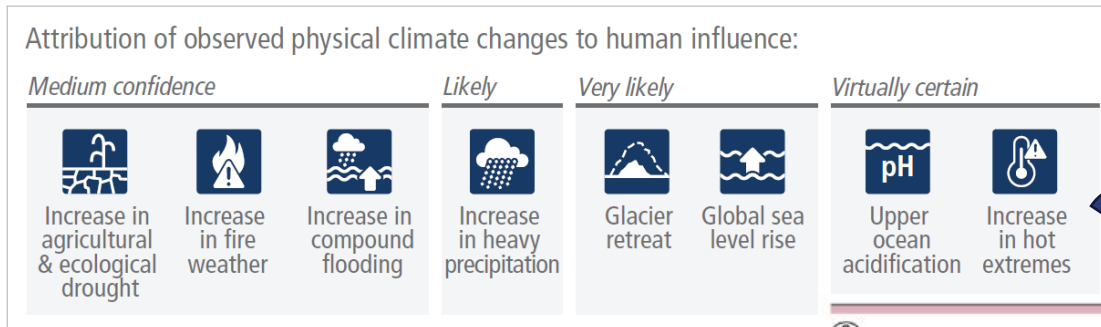 Attribution of observed physical climate changes to human influence:
Medium confidence
Likely
Very likely
Virtually certain
pH
Increase in
agricultural
& ecological
drought
Increase
in fire
weather
Increase in
compound
flooding
Increase
in heavy
precipitation
Glacier
retreat
Global sea
level rise
Upper
ocean
acidification
Increase
in hot
extremes